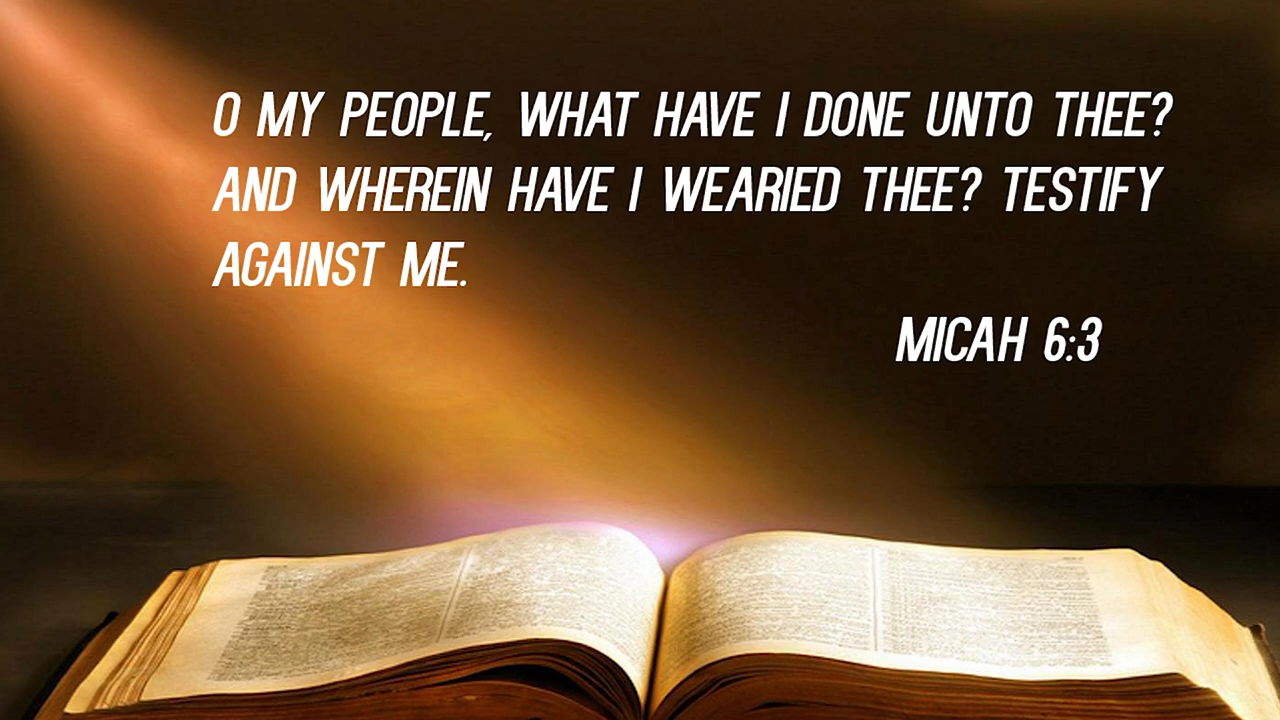 O MY PEOPLE, WHAT HAVE I DONE UNTO THEE?
AND WHEREIN HAVE I WEARIED THEE? TESTIFY
AGAINST ME.
MICAH 6:3